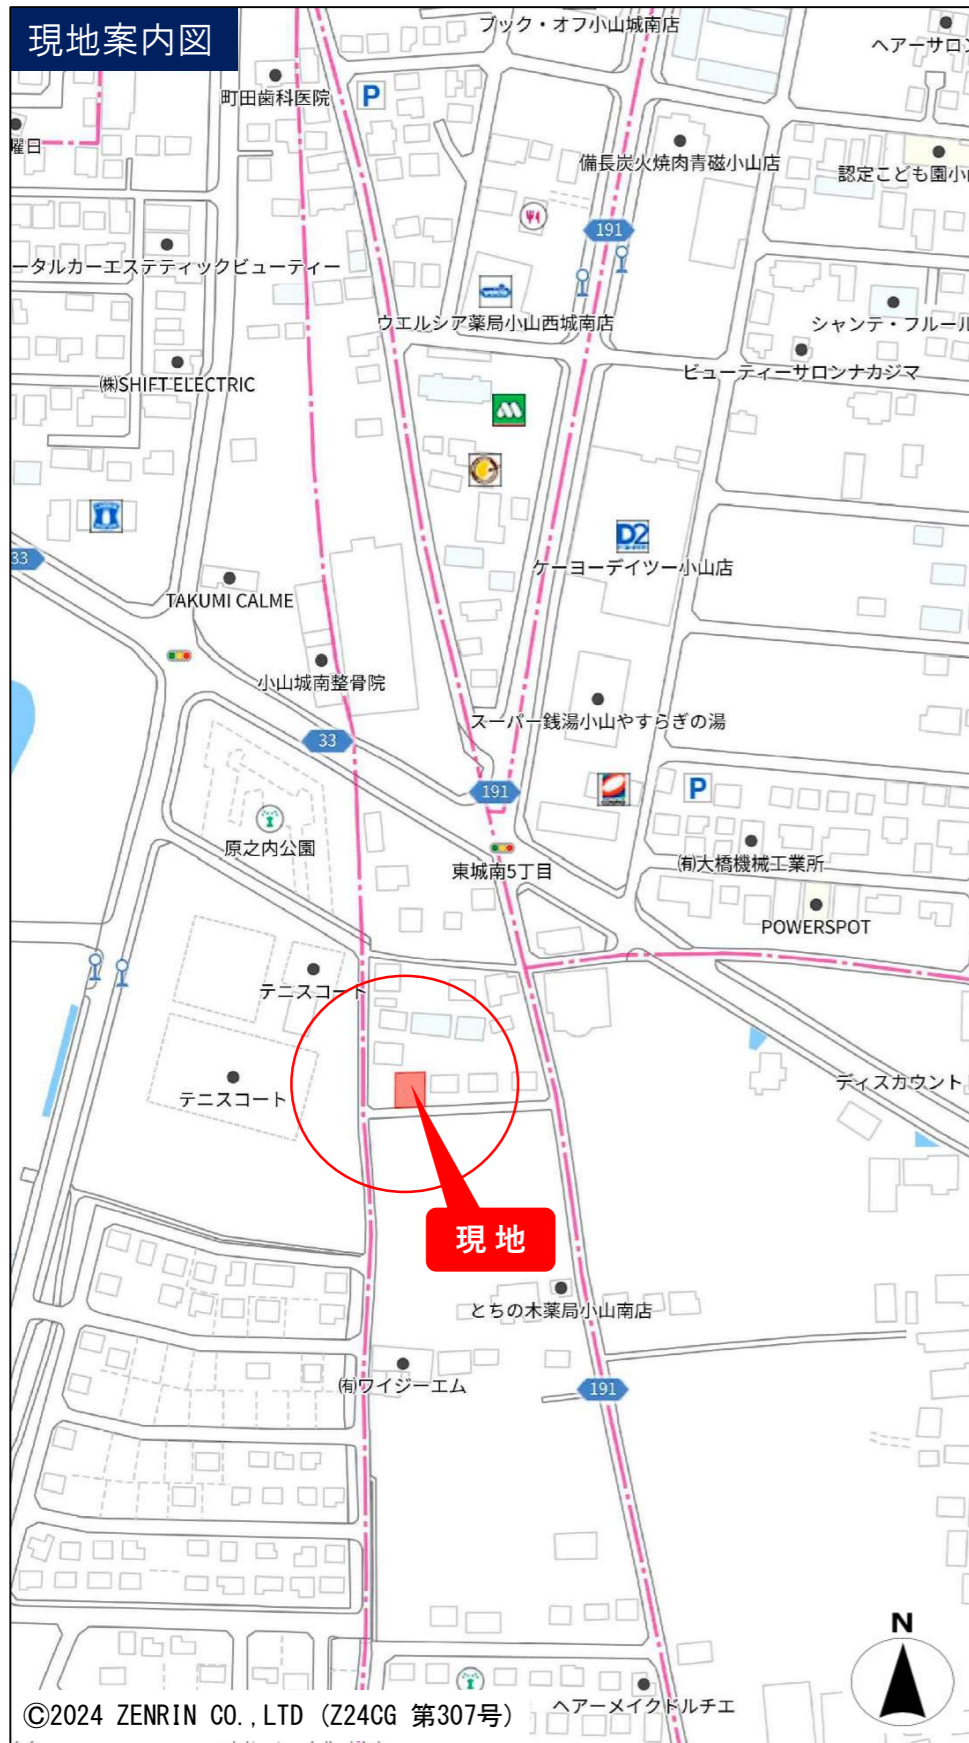 現地案内図
ブック・オフ小山城南店
ヘアーサロン
町田歯科医院
P
曜日
備長炭火焼肉青磁小山店
認定こども園小山
191
ータルカーエステティックビューティー
ウエルシア薬局小山西城南店
シャンテ・フルール
ビューティーサロンナカジマ
㈱SHIFT ELECTRIC
D2
33
ケーヨーデイツー小山店
TAKUMI CALME
小山城南整骨院
スーパー銭湯小山やすらぎの湯
33
191
P
原之内公園
東城南5丁目
㈲大橋機械工業所
POWERSPOT
テニスコート
テニスコート
ディスカウント
現地
とちの木薬局小山南店
㈲ワイジーエム
191
N
ヘアーメイクドルチエ
©2024 ZENRIN CO.,LTD (Z24CG 第307号)